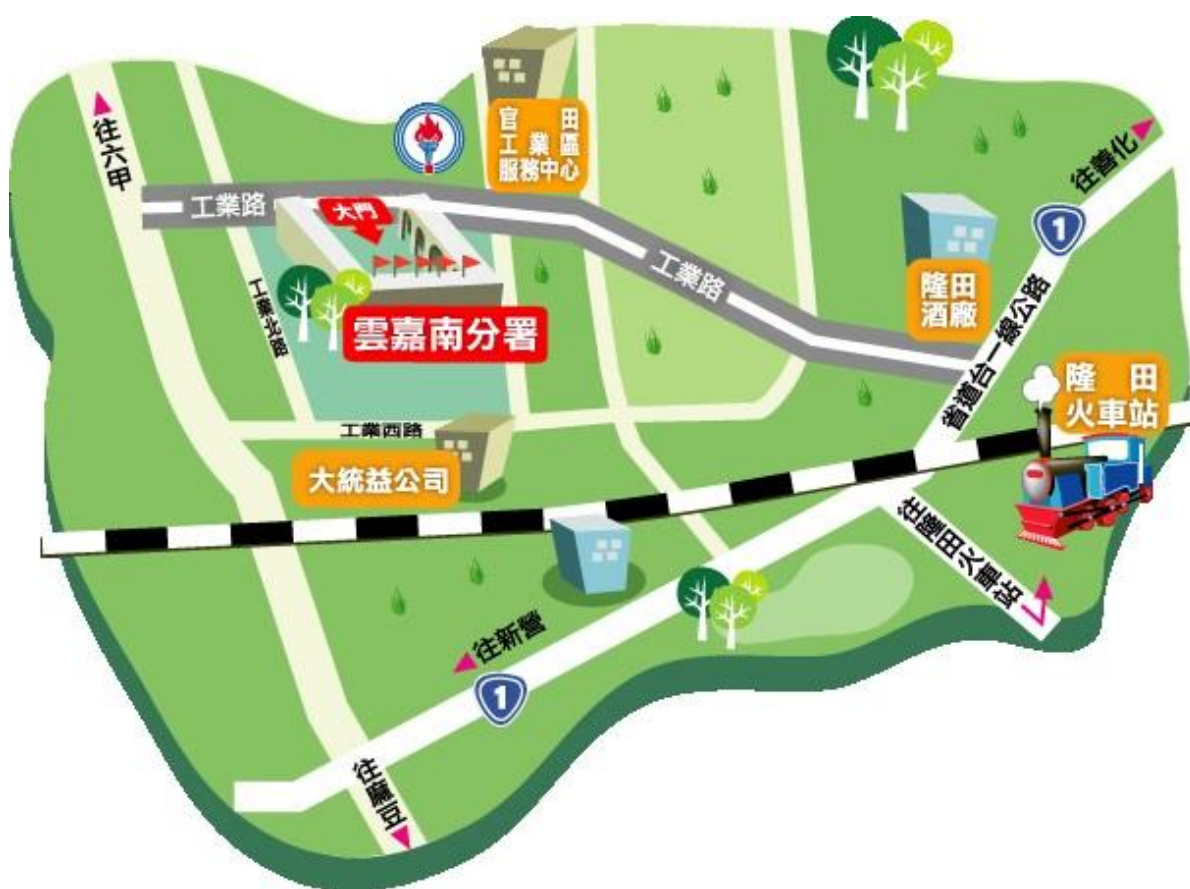 往六甲
官田
工業區
服務中心
往善化
1
工業路
大門
工業北路
工業路
隆田
酒廠
雲嘉南分署
省道台一線公路
隆田
火車站
工業西路
大統益公司
往隆田火車站
往新營
1
往麻豆